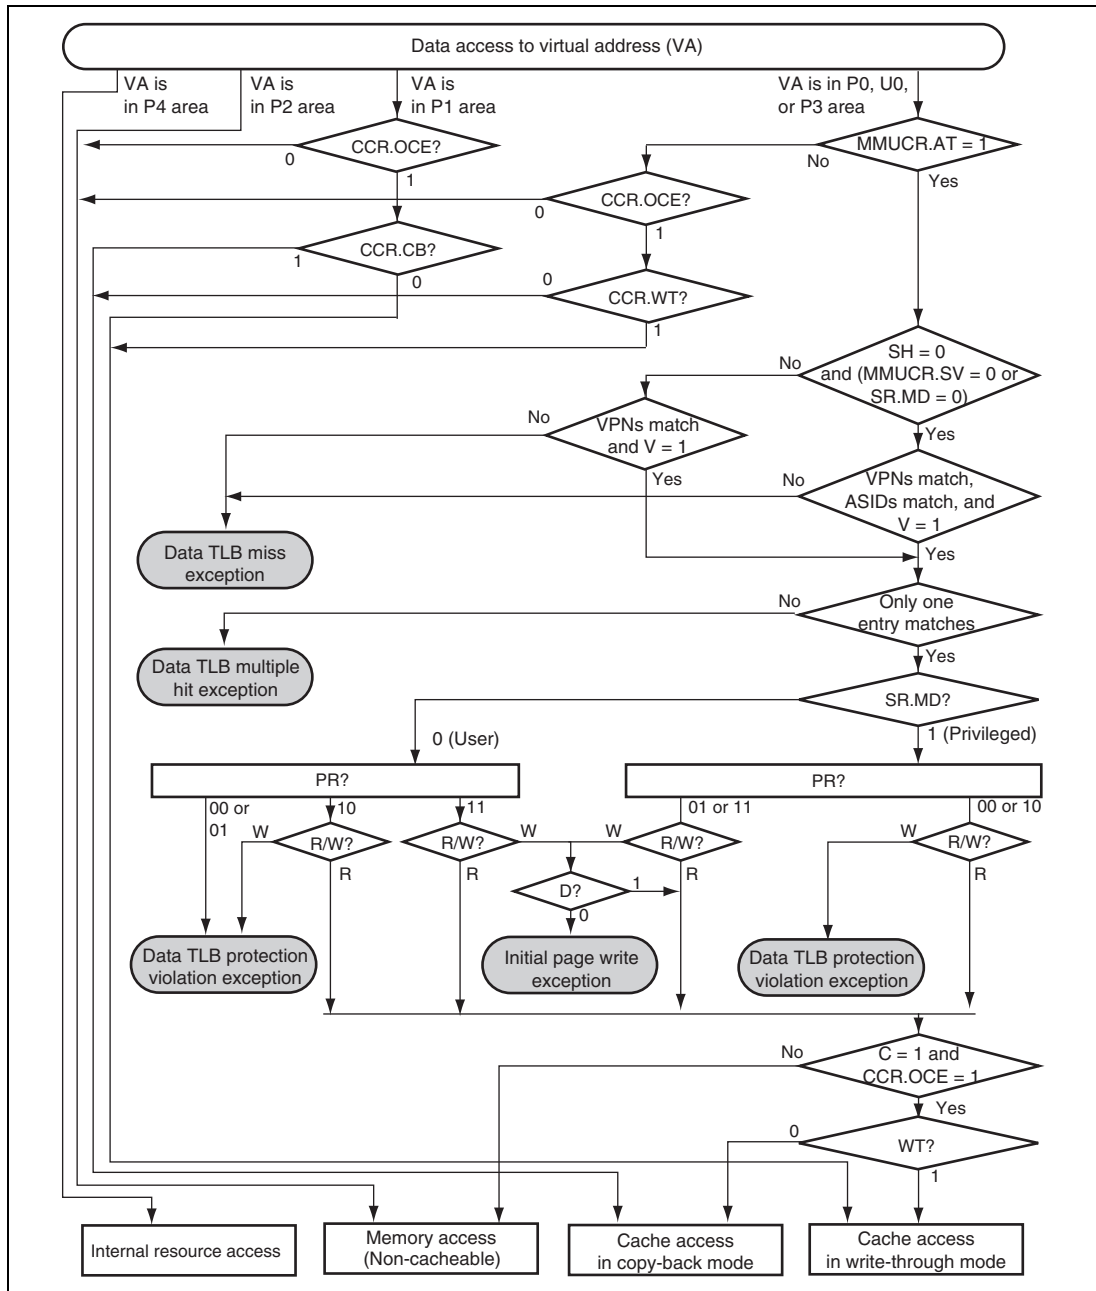 Data access to virtual address (VA)
VA is
in P4 area
VA is
in P2 area
VA is
in P1 area
VA is in P0, U0,
or P3 area
CCR.OCE?
0
1
MMUCR.AT = 1
No
Yes
CCR.OCE?
0
1
CCR.CB?
1
0
CCR.WT?
0
1
SH = 0
and (MMUCR.SV = 0 or
SR.MD = 0)
No
Yes
VPNs match
and V = 1
No
Yes
VPNs match,
ASIDs match, and
V = 1
No
Yes
Data TLB miss
exception
Only one
entry matches
No
Yes
Data TLB multiple
hit exception
SR.MD?
0 (User)
1 (Privileged)
PR?
PR?
00 or
01
10
11
01 or 11
00 or 10
R/W?
W
R
R/W?
W
R
R/W?
W
R
R/W?
W
R
D?
1
0
Data TLB protection
violation exception
Initial page write
exception
Data TLB protection
violation exception
C = 1 and
CCR.OCE = 1
No
Yes
WT?
0
1
Internal resource access
Memory access
(Non-cacheable)
Cache access
in copy-back mode
Cache access
in write-through mode